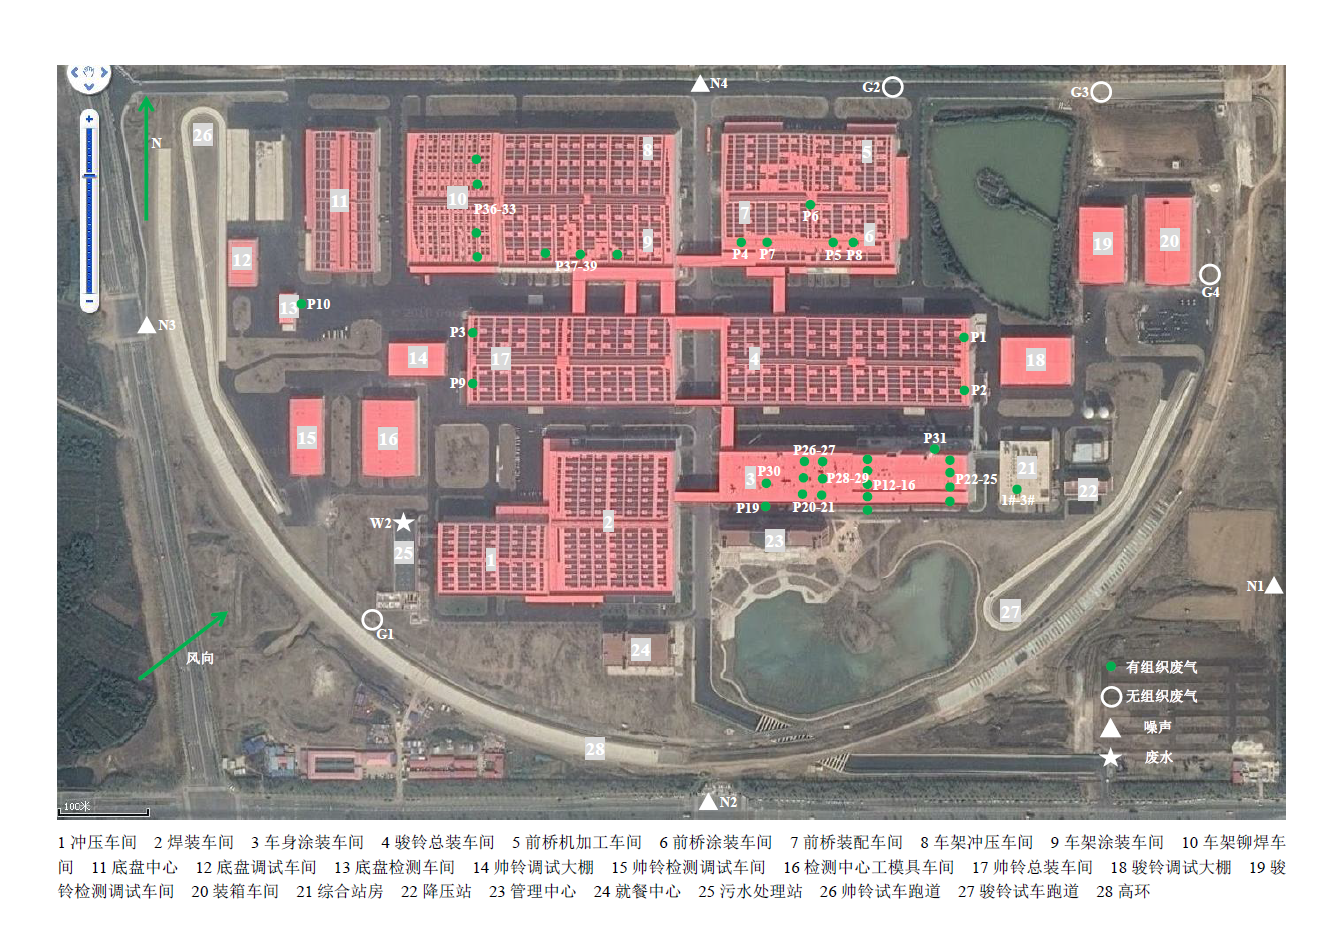 N4
G2
G3
26
N
8
5
11
10
P36-33
7
P6
6
9
19
20
12
P4
P7
P5
P8
P37-39
G4
13
P10
N3
P3
P1
17
4
14
18
P9
P2
15
16
P31
P26-27
21
3
P30
P28-29
P12-16
P22-25
22
1#-3#
P19
P20-21
W2
2
23
25
1
N1
27
G1
24
风向
有组织废气
无组织废气
噪声
废水
28
100米
N2
1 冲压车间 2 焊装车间 3 车身涂装车间 4 骏铃总装车间 5 前桥机加工车间 6 前桥涂装车间 7 前桥装配车间 8 车架冲压车间 9 车架涂装车间 10 车架铆焊车
间 11 底盘中心 12 底盘调试车间 13 底盘检测车间 14 帅铃调试大棚 15 帅铃检测调试车间 16 检测中心工模具车间 17 帅铃总装车间 18 骏铃调试大棚 19 骏
铃检测调试车间 20 装箱车间 21 综合站房 22 降压站 23 管理中心 24 就餐中心 25 污水处理站 26 帅铃试车跑道 27 骏铃试车跑道 28 高环